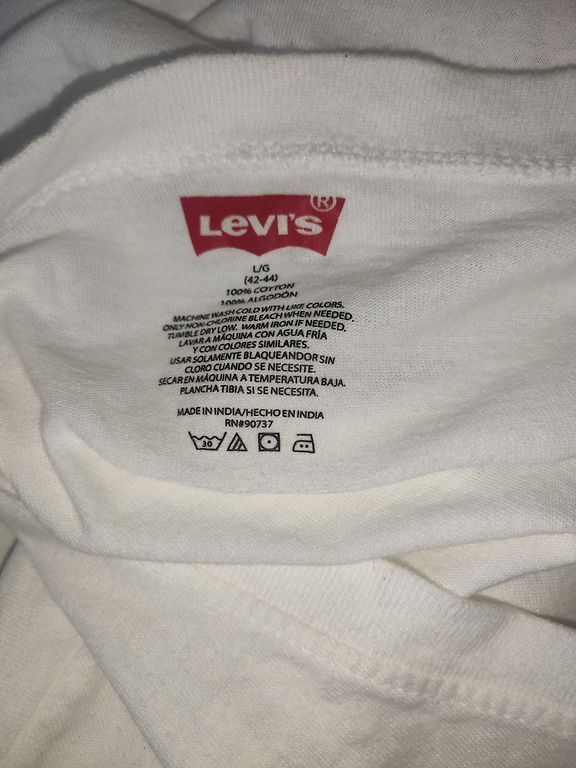 LEVI'S®
L/G
(42-44)
100% COTTON
100% ALGODÓN
MACHINE WASH COLD WITH LIKE COLORS.
ONLY NON-CHLORINE BLEACH WHEN NEEDED.
TUMBLE DRY LOW. WARM IRON IF NEEDED.
LAVAR A MÁQUINA CON AGUA FRÍA
Y CON COLORES SIMILARES.
USAR SOLAMENTE BLAQUEANDOR SIN
CLORO CUANDO SE NECESITE.
SECAR EN MÁQUINA A TEMPERATURA BAJA.
PLANCHA TIBIA SI SE NECESITA.
MADE IN INDIA/HECHO EN INDIA
RN#90737
30